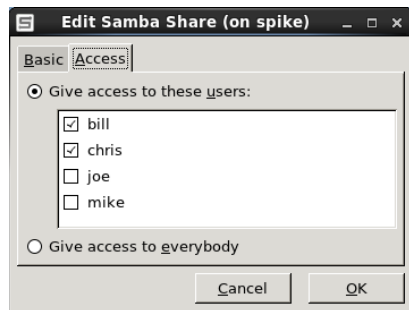 Edit Samba Share (on spike)
Basic Access
Give access to these users:
bill
chris
joe
mike
Give access to everybody
Cancel OK